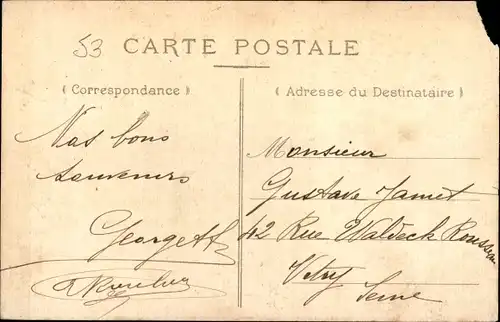 53
CARTE POSTALE
( Correspondance )
Nos bons
souvenirs
Georgett
( Adresse du Destinataire )
Monsieur
Gustave Jamet
42 Rue Waldeck Rousseau
Vitry
Seine